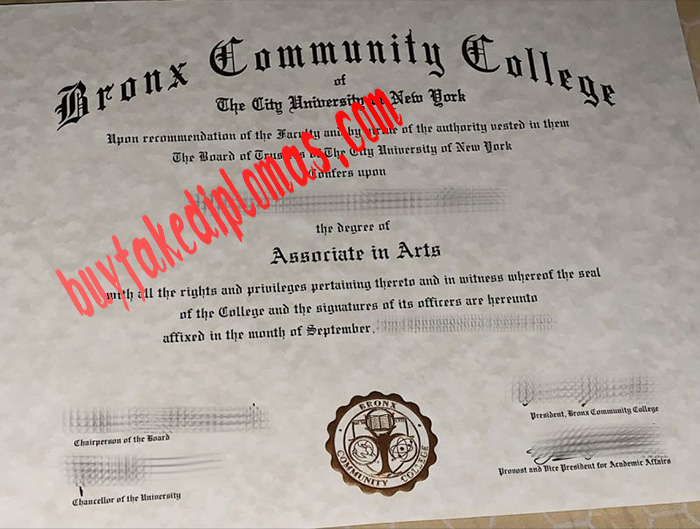 Bronx Community College
of
The City University of New York
Upon recommendation of the Faculty and by virtue of the authority vested in them
The Board of Trustees of The City University of New York
Confers upon
the degree of
Associate in Arts
with all the rights and privileges pertaining thereto and in witness whereof the seal
of the College and the signatures of its officers are hereunto
affixed in the month of September,
buyfakediplomas.com
Chairperson of the Board
Chancellor of the University
BRONX
COMMUNITY COLLEGE
President, Bronx Community College
Provost and Vice President for Academic Affairs